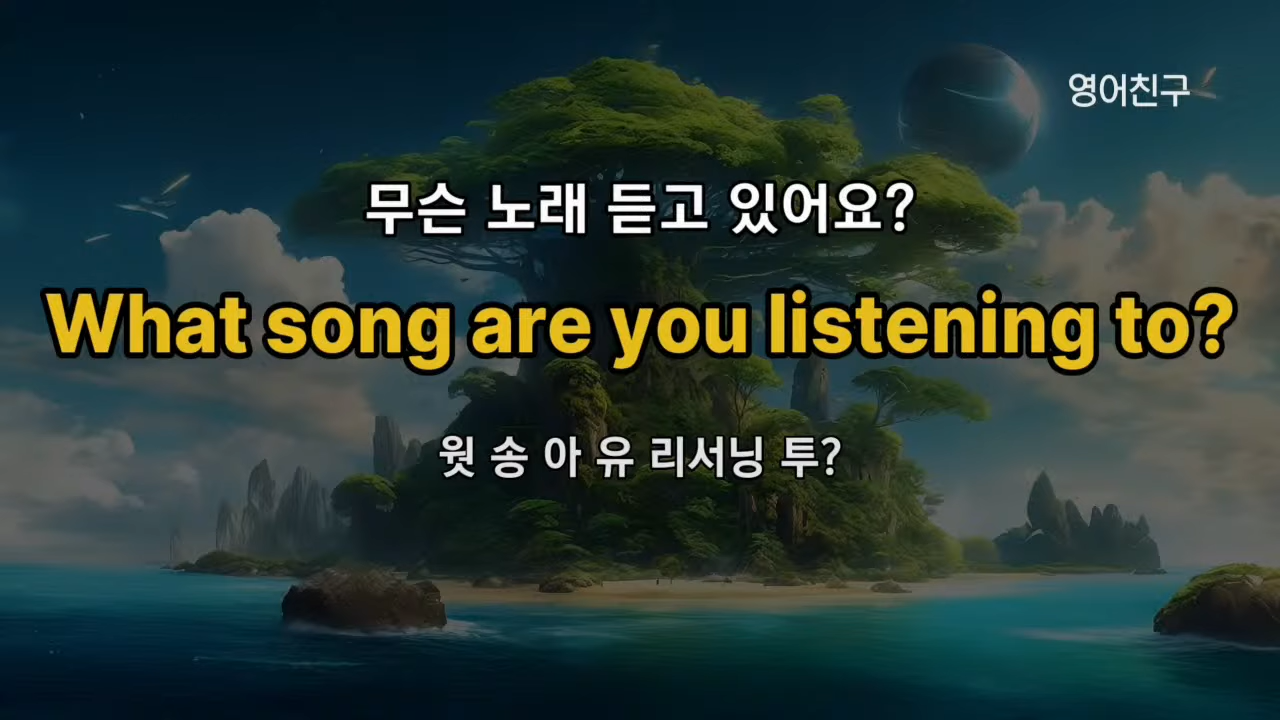 영어친구
무슨 노래 듣고 있어요?
What song are you listening to?
웟 송 아 유 리서닝 투?